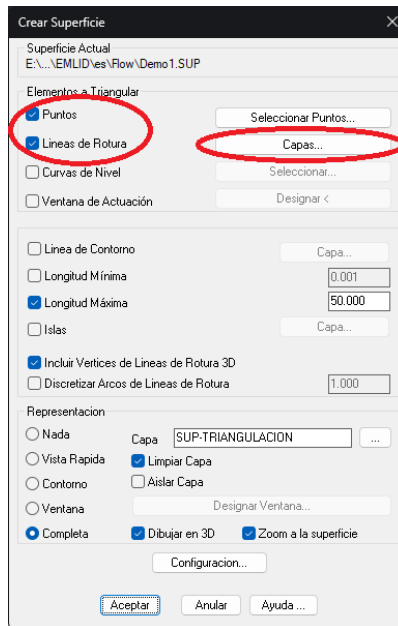 Crear Superficie
Superficie Actual
E:\...\EMLID\es\Flow\Demo1.SUP
Elementos a Triangular
Puntos Seleccionar Puntos...
Lineas de Rotura Capas...
Curvas de Nivel Seleccionar...
Ventana de Actuación Designar <
Linea de Contorno Capa...
Longitud Mínima 0.001
Longitud Máxima 50.000
Islas Capa...
Incluir Vertices de Lineas de Rotura 3D
Discretizar Arcos de Lineas de Rotura 1.000
Representacion
Nada Capa SUP-TRIANGULACION ...
Vista Rapida Limpiar Capa
Contorno Aislar Capa
Ventana Designar Ventana...
Completa Dibujar en 3D Zoom a la superficie
Configuracion...
Aceptar Anular Ayuda ...